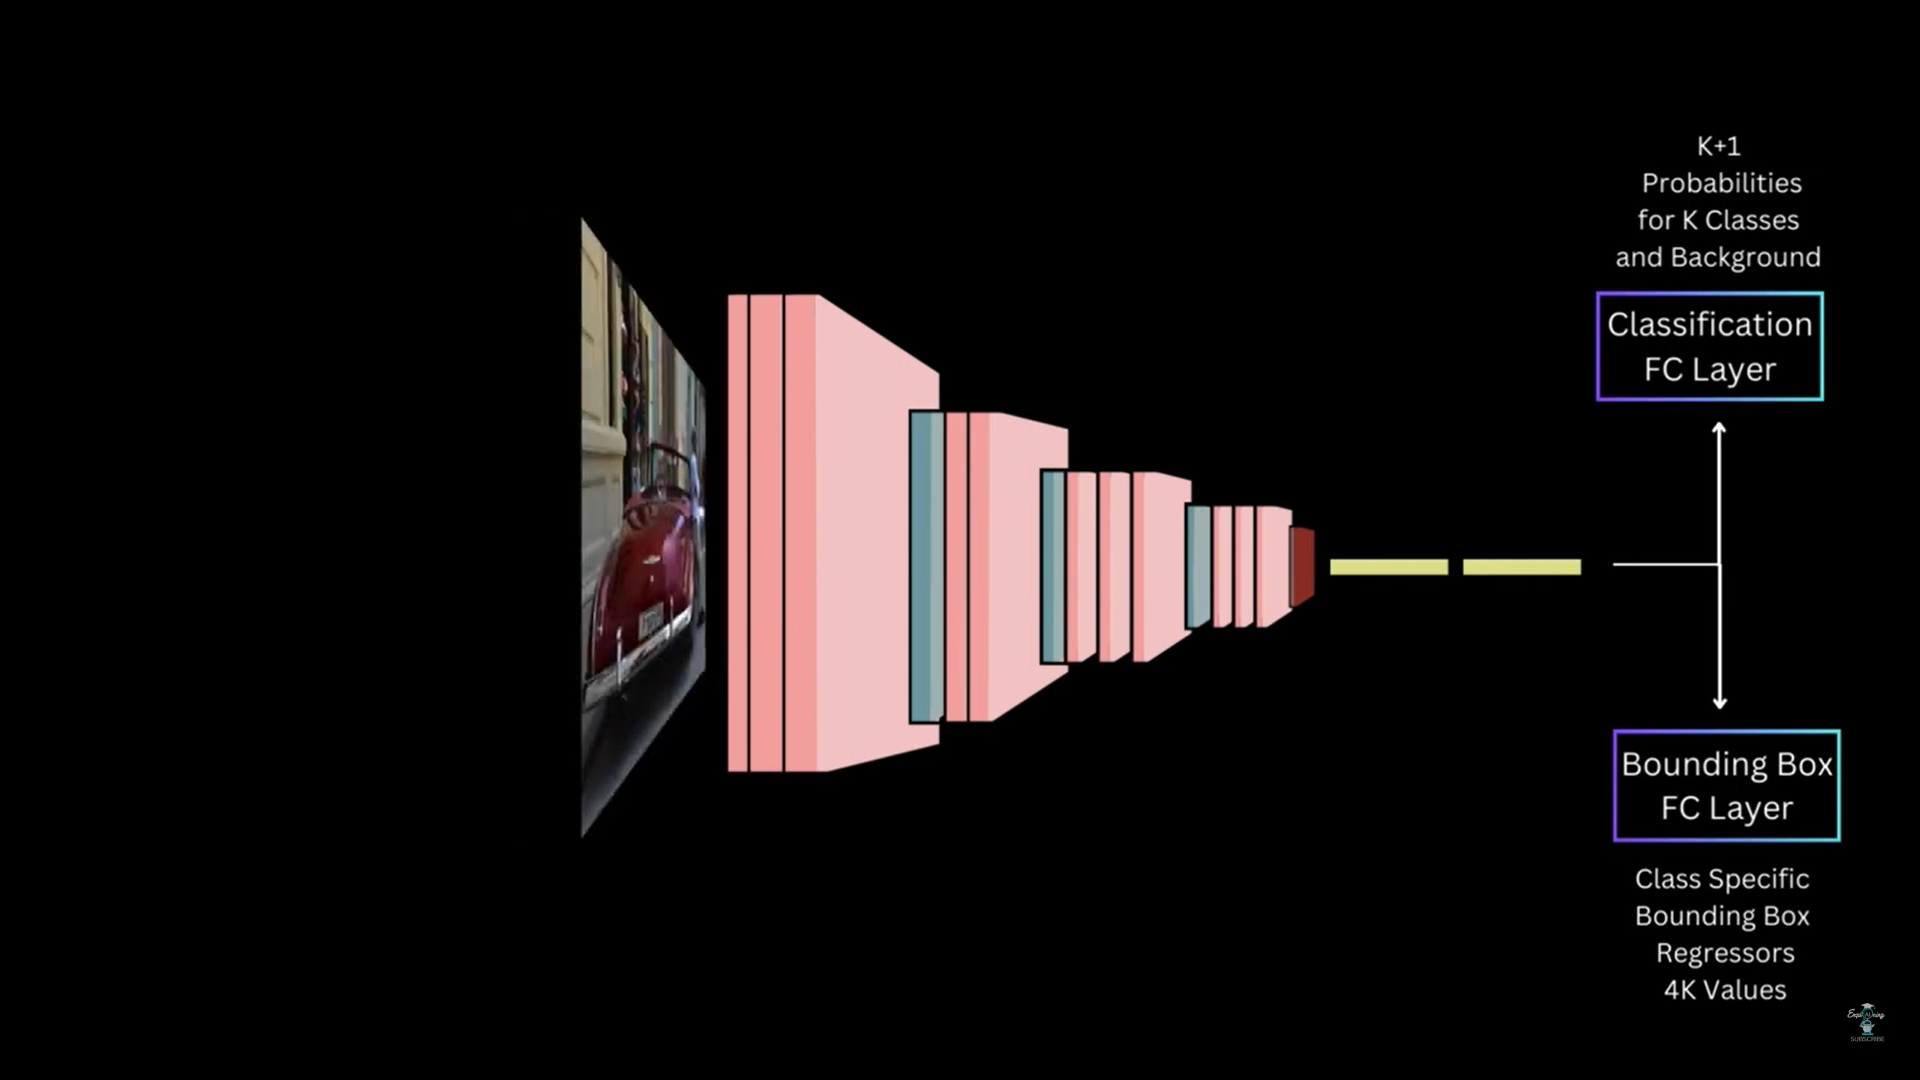 K+1
Probabilities
for K Classes
and Background
Classification
FC Layer
Bounding Box
FC Layer
Class Specific
Bounding Box
Regressors
4K Values
SUBSCRIBE